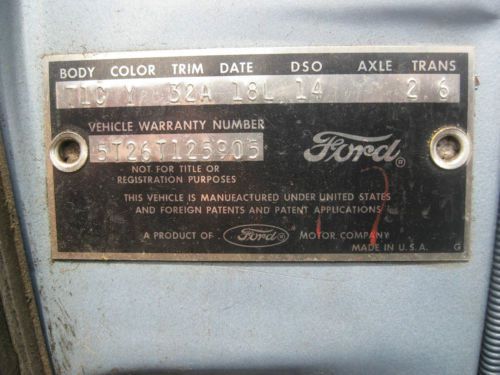 BODY COLOR TRIM DATE DSO AXLE TRANS
71C Y 32A 18L 14 2 6
VEHICLE WARRANTY NUMBER
5T26T125905
Ford®
NOT FOR TITLE OR
REGISTRATION PURPOSES
THIS VEHICLE IS MANUFACTURED UNDER UNITED STATES
AND FOREIGN PATENTS AND PATENT APPLICATIONS
A PRODUCT OF Ford® MOTOR COMPANY
MADE IN U.S.A. G